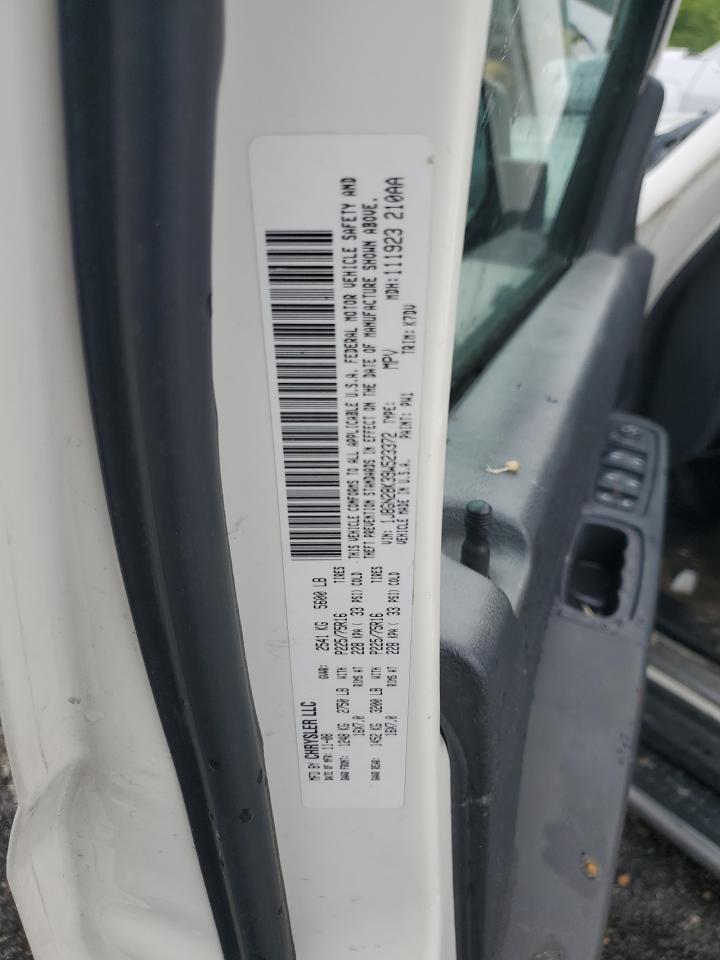 MFD BY CHRYSLER LLC
DATE OF MFR: 11-08 GVWR: 2541 KG 5600 LB
GAWR FRONT: 1248 KG 2750 LB WITH P225/75R16 TIRES
16X7.0 RIMS AT 228 KPA ( 33 PSI) COLD
GAWR REAR: 1452 KG 3200 LB WITH P225/75R16 TIRES
16X7.0 RIMS AT 228 KPA ( 33 PSI) COLD
THIS VEHICLE CONFORMS TO ALL APPLICABLE U.S.A. FEDERAL MOTOR VEHICLE SAFETY AND
THEFT PREVENTION STANDARDS IN EFFECT ON THE DATE OF MANUFACTURE SHOWN ABOVE.
VIN: 1J8GN28K39W523372 TYPE: MPV MDH: 111923 210AA
VEHICLE MADE IN U.S.A. PAINT: PW1 TRIM: K7DV